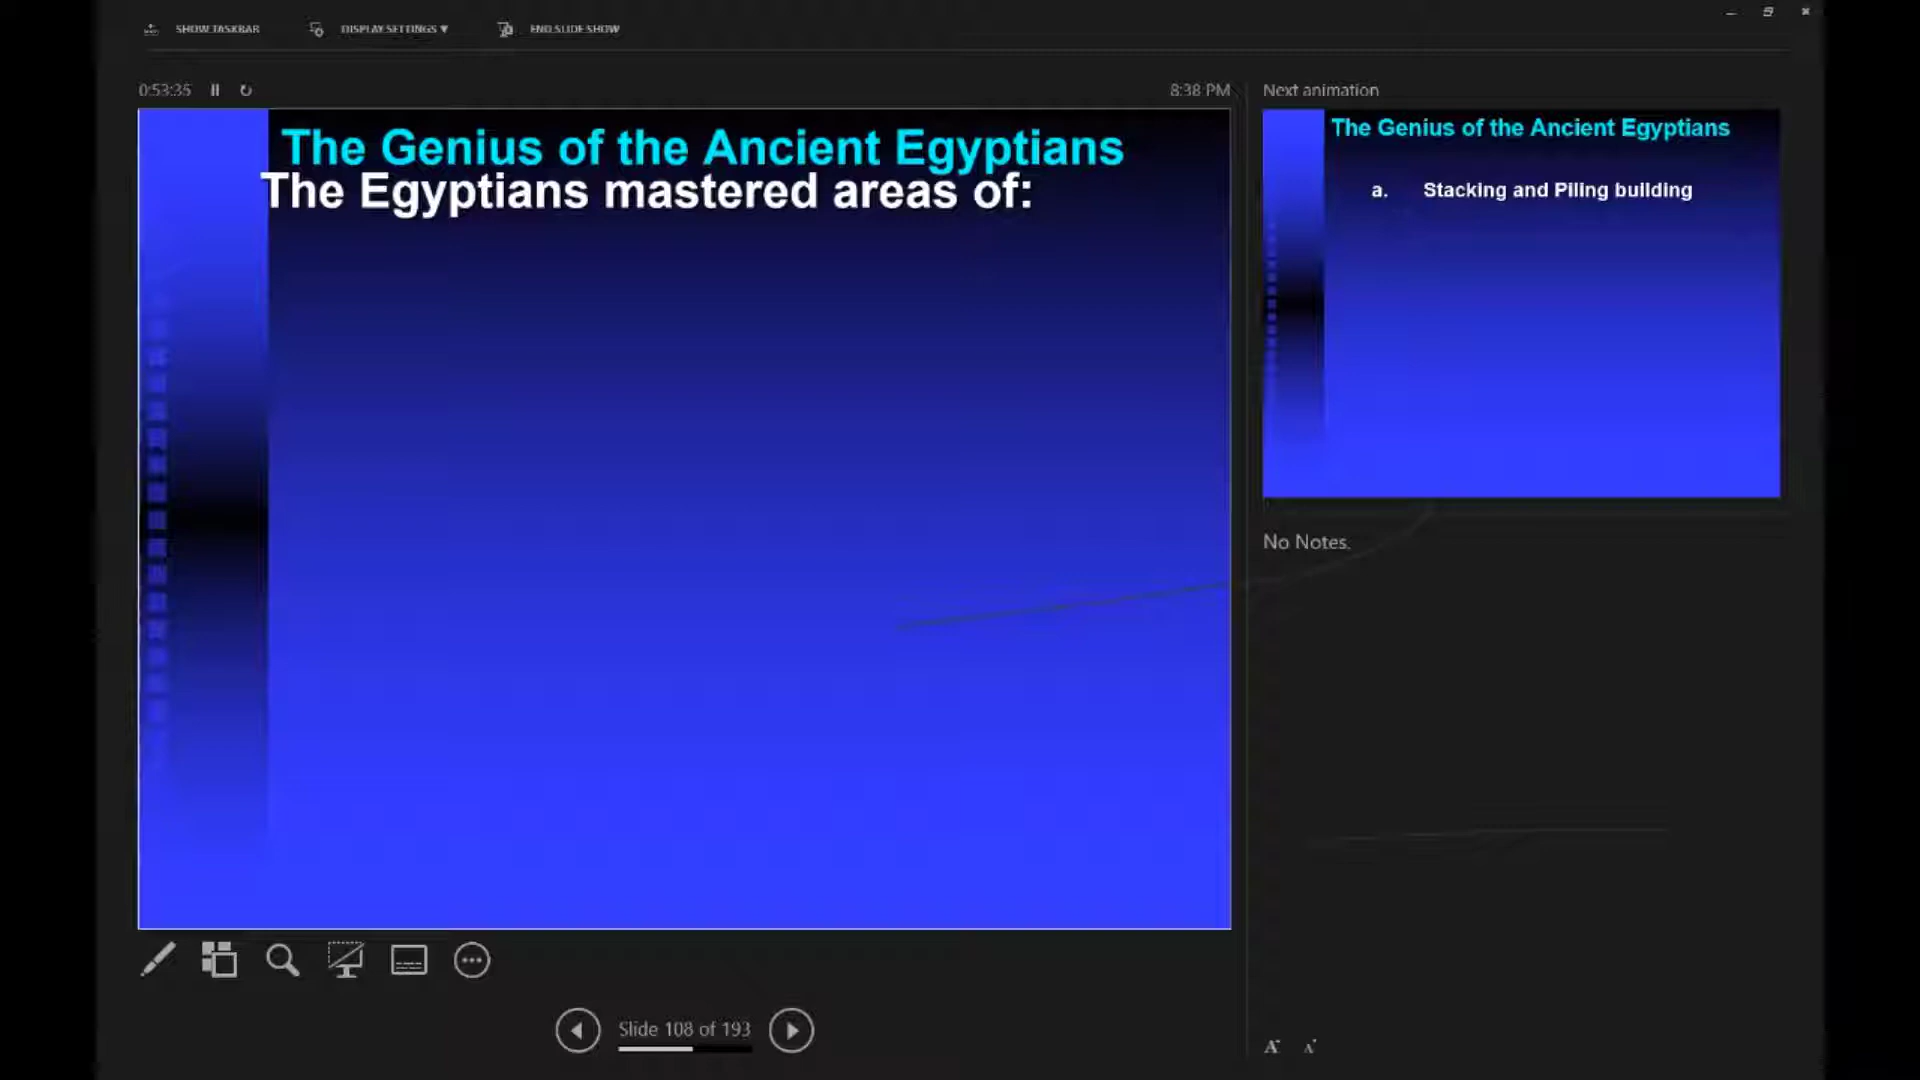 SHOW TASKBAR
DISPLAY SETTINGS ▼
END SLIDE SHOW
0:53:35
8:38 PM
The Genius of the Ancient Egyptians
The Egyptians mastered areas of:
Next animation
The Genius of the Ancient Egyptians
a. Stacking and Piling building
No Notes.
Slide 108 of 193
A A